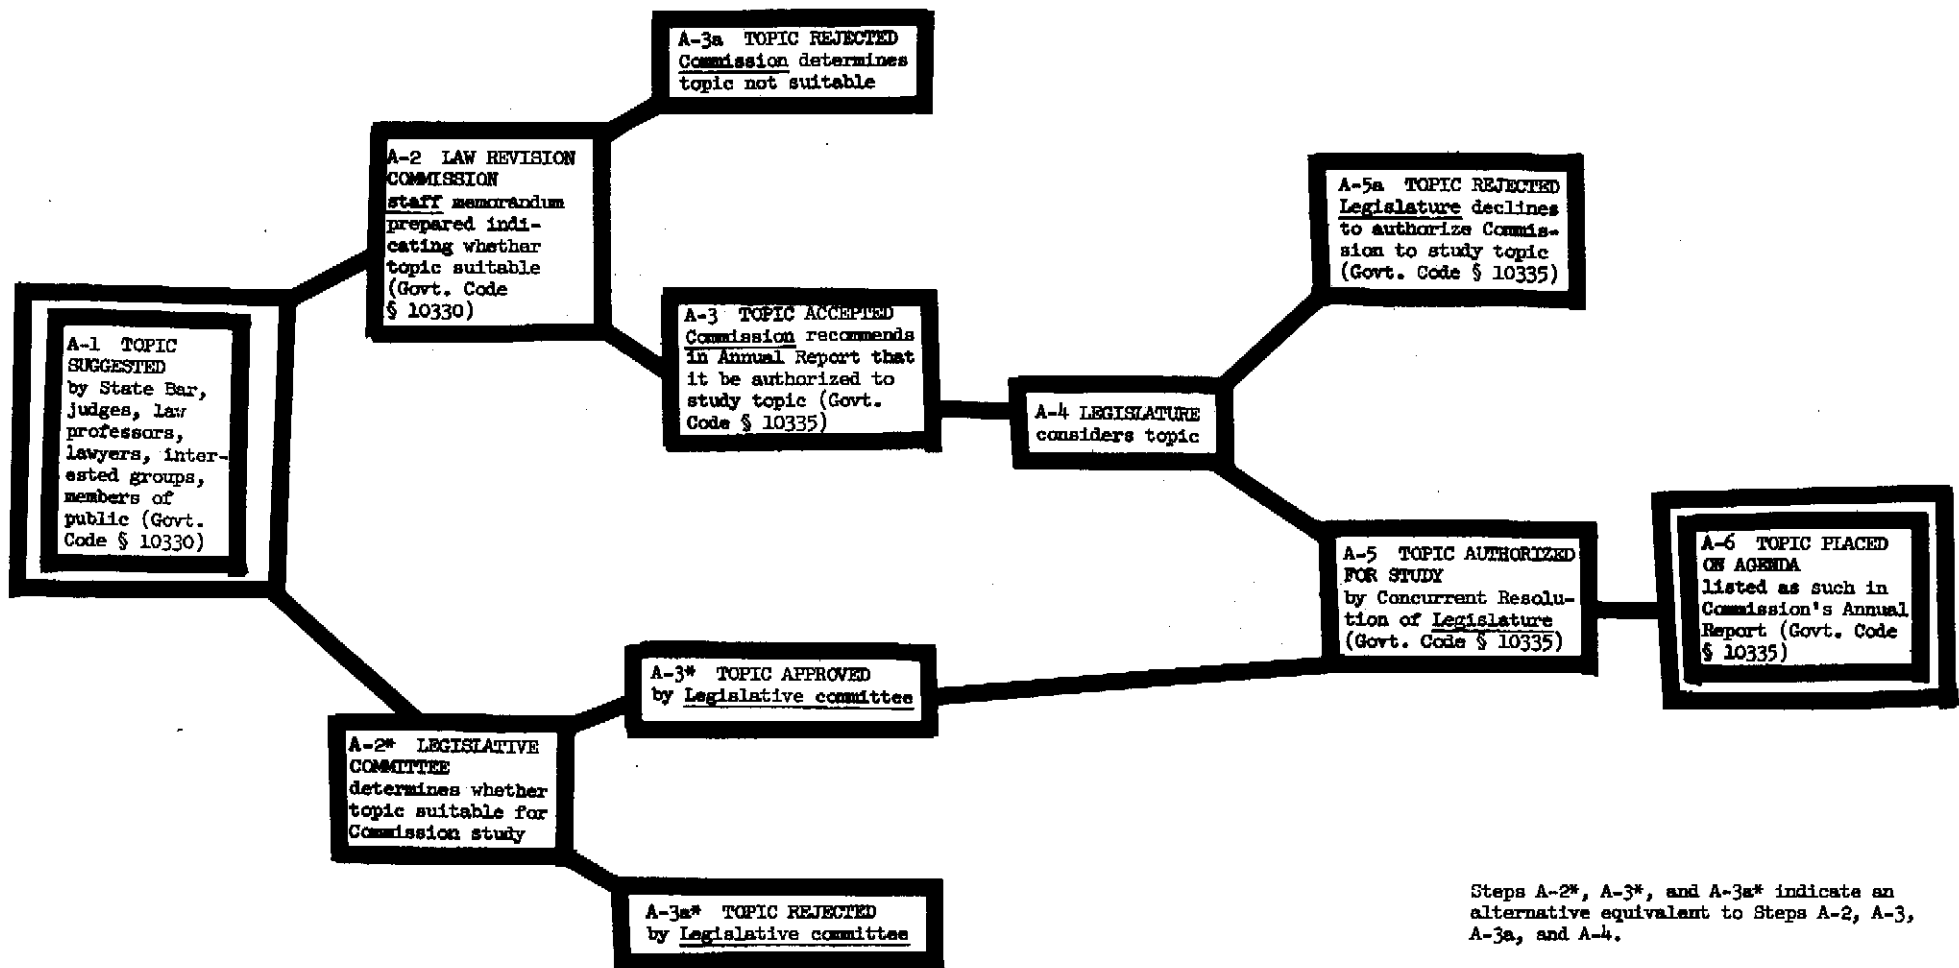 A-3a TOPIC REJECTED
Commission determines
topic not suitable
A-2 LAW REVISION
COMMISSION
staff memorandum
prepared indi-
cating whether
topic suitable
(Govt. Code
§ 10330)
A-5a TOPIC REJECTED
Legislature declines
to authorize Commis-
sion to study topic
(Govt. Code § 10335)
A-1 TOPIC
SUGGESTED
by State Bar,
judges, law
professors,
lawyers, inter-
ested groups,
members of
public (Govt.
Code § 10330)
A-3 TOPIC ACCEPTED
Commission recommends
in Annual Report that
it be authorized to
study topic (Govt.
Code § 10335)
A-4 LEGISLATURE
considers topic
A-5 TOPIC AUTHORIZED
FOR STUDY
by Concurrent Resolu-
tion of Legislature
(Govt. Code § 10335)
A-6 TOPIC PLACED
ON AGENDA
listed as such in
Commission's Annual
Report (Govt. Code
§ 10335)
A-3* TOPIC APPROVED
by Legislative committee
A-2* LEGISLATIVE
COMMITTEE
determines whether
topic suitable for
Commission study
A-3a* TOPIC REJECTED
by Legislative committee
Steps A-2*, A-3*, and A-3a* indicate an
alternative equivalent to Steps A-2, A-3,
A-3a, and A-4.